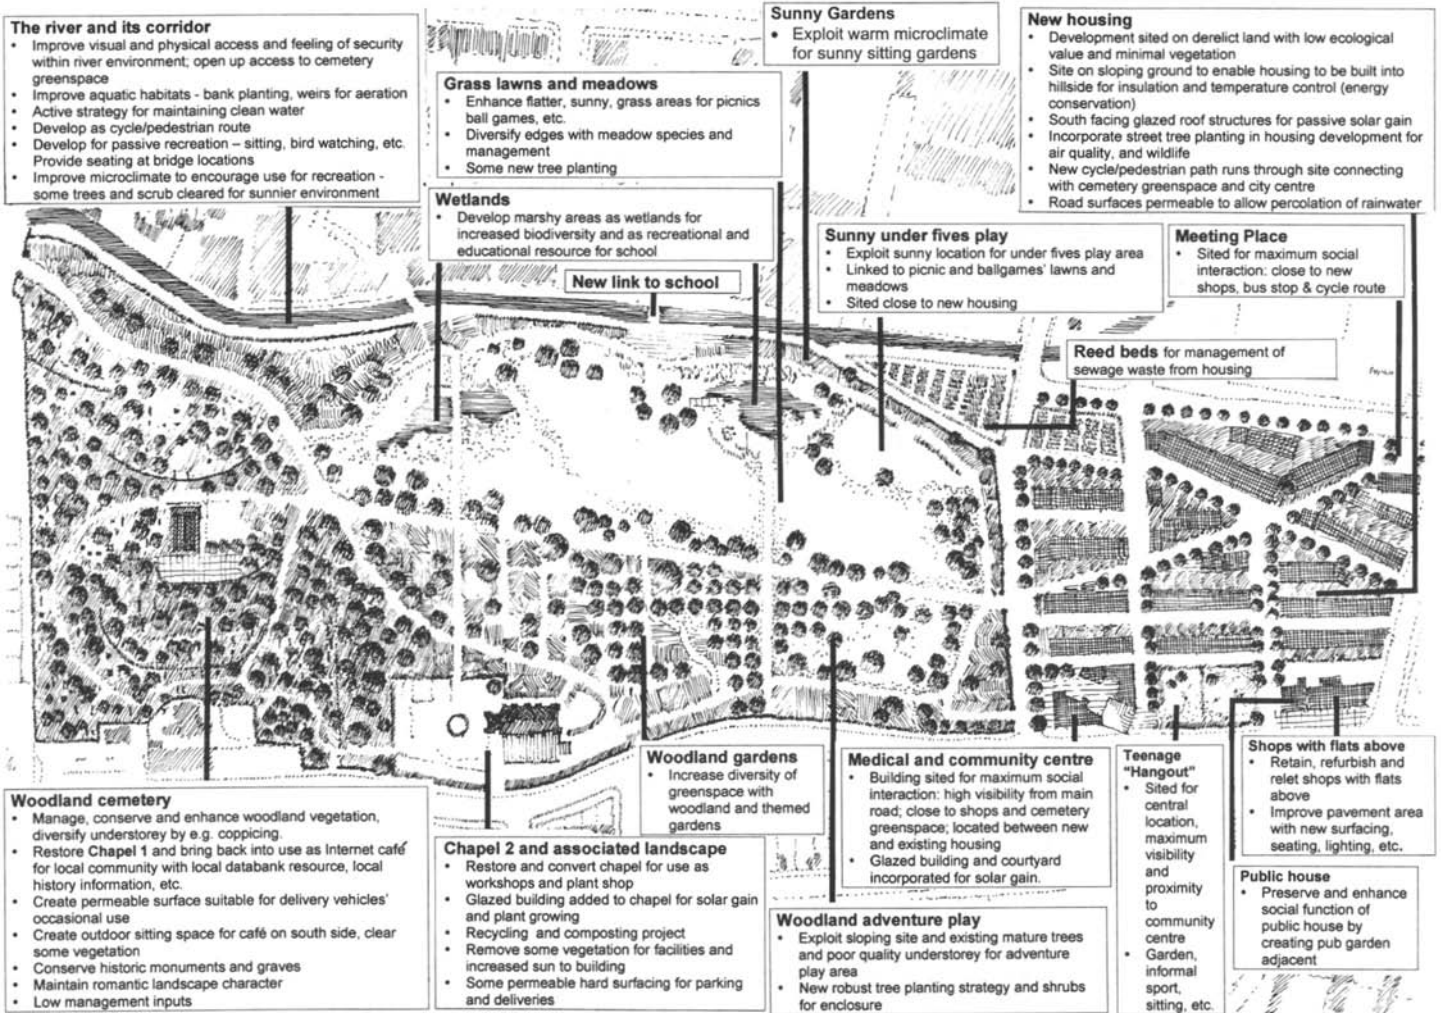 The river and its corridor
• Improve visual and physical access and feeling of security
within river environment; open up access to cemetery
greenspace
• Improve aquatic habitats - bank planting, weirs for aeration
• Active strategy for maintaining clean water
• Develop as cycle/pedestrian route
• Develop for passive recreation – sitting, bird watching, etc.
Provide seating at bridge locations
• Improve microclimate to encourage use for recreation -
some trees and scrub cleared for sunnier environment
Grass lawns and meadows
• Enhance flatter, sunny, grass areas for picnics
ball games, etc.
• Diversify edges with meadow species and
management
• Some new tree planting
Sunny Gardens
• Exploit warm microclimate
for sunny sitting gardens
New housing
• Development sited on derelict land with low ecological
value and minimal vegetation
• Site on sloping ground to enable housing to be built into
hillside for insulation and temperature control (energy
conservation)
• South facing glazed roof structures for passive solar gain
• Incorporate street tree planting in housing development for
air quality, and wildlife
• New cycle/pedestrian path runs through site connecting
with cemetery greenspace and city centre
• Road surfaces permeable to allow percolation of rainwater
Wetlands
• Develop marshy areas as wetlands for
increased biodiversity and as recreational and
educational resource for school
New link to school
Sunny under fives play
• Exploit sunny location for under fives play area
• Linked to picnic and ballgames' lawns and
meadows
• Sited close to new housing
Meeting Place
• Sited for maximum social
interaction: close to new
shops, bus stop & cycle route
Reed beds for management of
sewage waste from housing
Woodland cemetery
• Manage, conserve and enhance woodland vegetation,
diversify understorey by e.g. coppicing.
• Restore Chapel 1 and bring back into use as Internet café
for local community with local databank resource, local
history information, etc.
• Create permeable surface suitable for delivery vehicles'
occasional use
• Create outdoor sitting space for café on south side, clear
some vegetation
• Conserve historic monuments and graves
• Maintain romantic landscape character
• Low management inputs
Chapel 2 and associated landscape
• Restore and convert chapel for use as
workshops and plant shop
• Glazed building added to chapel for solar gain
and plant growing
• Recycling and composting project
• Remove some vegetation for facilities and
increased sun to building
• Some permeable hard surfacing for parking
and deliveries
Woodland gardens
• Increase diversity of
greenspace with
woodland and themed
gardens
Medical and community centre
• Building sited for maximum social
interaction: high visibility from main
road; close to shops and cemetery
greenspace; located between new
and existing housing
• Glazed building and courtyard
incorporated for solar gain.
Woodland adventure play
• Exploit sloping site and existing mature trees
and poor quality understorey for adventure
play area
• New robust tree planting strategy and shrubs
for enclosure
Teenage
"Hangout"
• Sited for
central
location,
maximum
visibility
and
proximity
to
community
centre
• Garden,
informal
sport,
sitting, etc.
Shops with flats above
• Retain, refurbish and
relet shops with flats
above
• Improve pavement area
with new surfacing,
seating, lighting, etc.
Public house
• Preserve and enhance
social function of
public house by
creating pub garden
adjacent